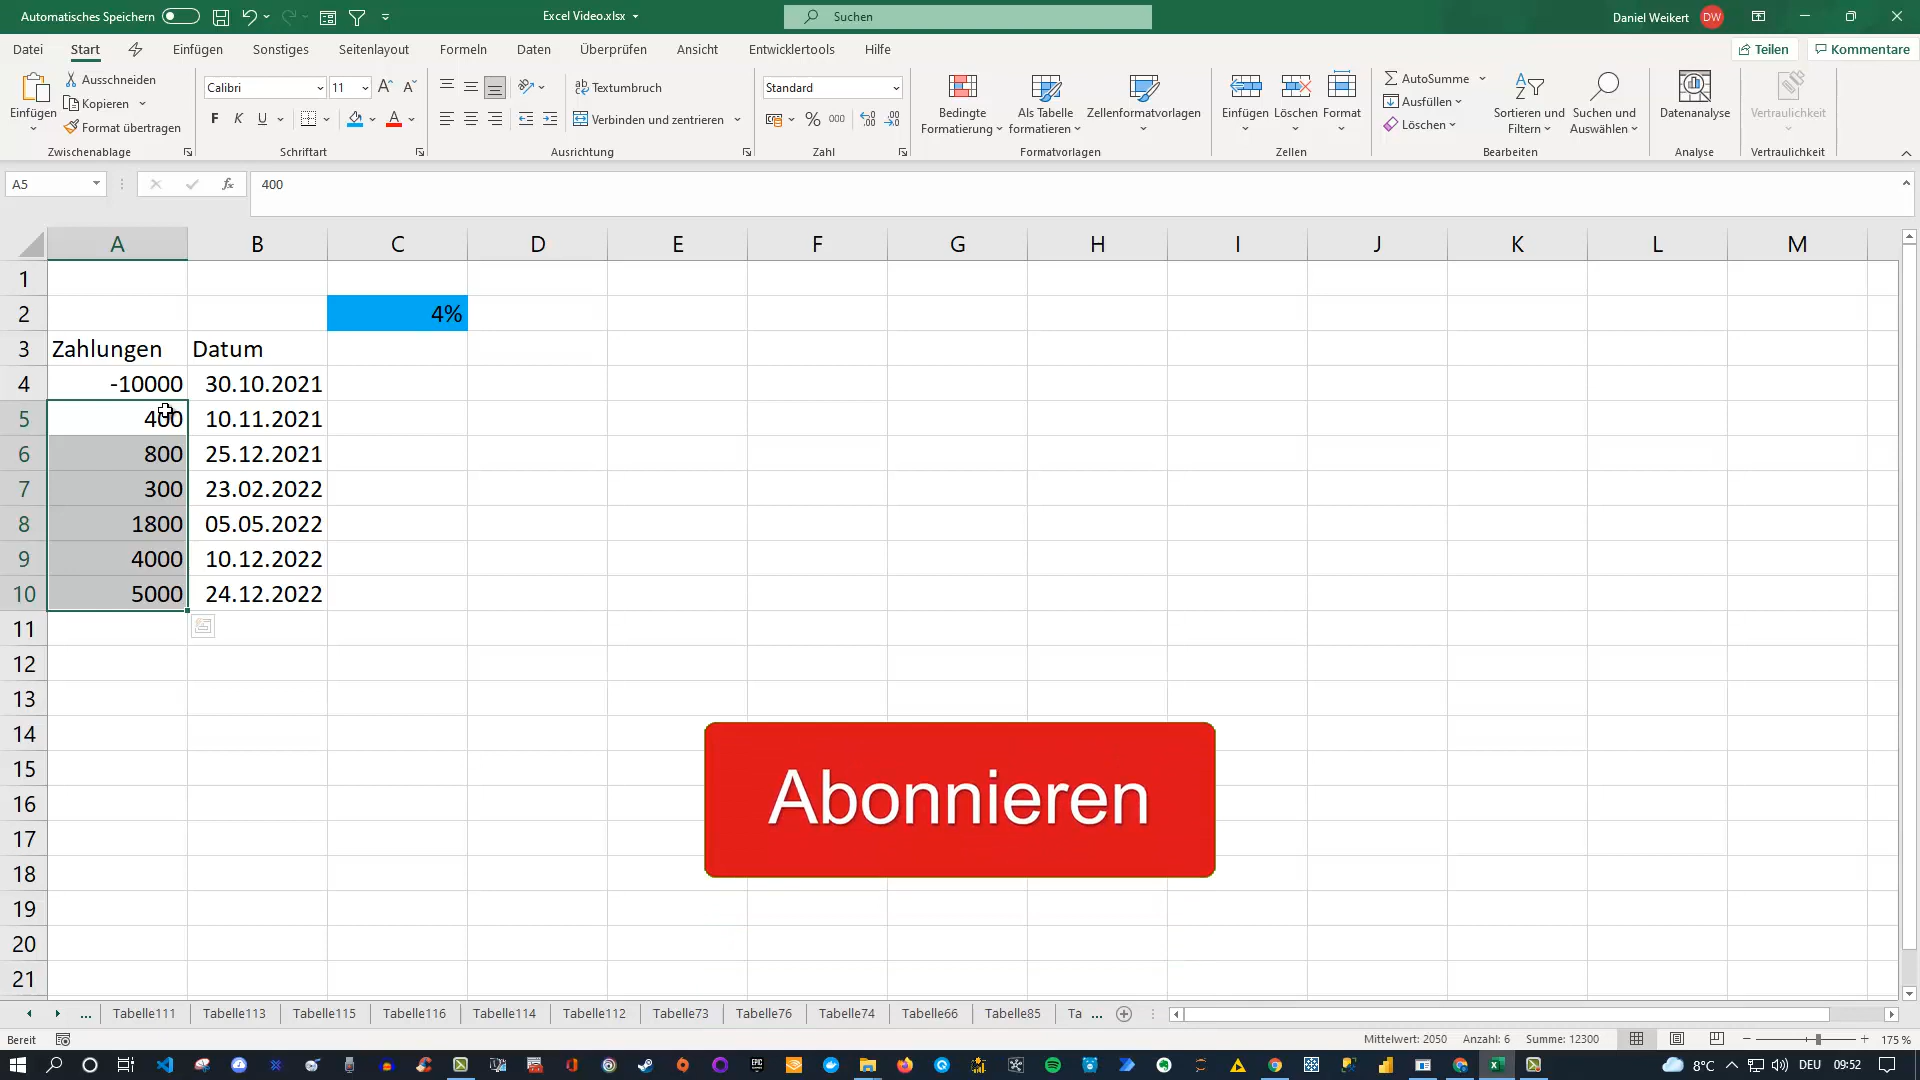 Automatisches Speichern
Excel Video.xlsx
Suchen
Daniel Weikert DW
Datei Start Einfügen Sonstiges Seitenlayout Formeln Daten Überprüfen Ansicht Entwicklertools Hilfe Teilen Kommentare
Einfügen
Ausschneiden
Kopieren
Format übertragen
Zwischenablage
Calibri 11
F K U
Schriftart
Textumbruch
Verbinden und zentrieren
Ausrichtung
Standard
% 000
Zahl
Bedingte Formatierung
Als Tabelle formatieren
Zellenformatvorlagen
Formatvorlagen
Einfügen Löschen Format
Zellen
AutoSumme
Ausfüllen
Löschen
Sortieren und Filtern
Suchen und Auswählen
Bearbeiten
Datenanalyse
Analyse
Vertraulichkeit
Vertraulichkeit
A5 fx 400
A B C D E F G H I J K L M
1
2 4%
3 Zahlungen Datum
4 -10000 30.10.2021
5 400 10.11.2021
6 800 25.12.2021
7 300 23.02.2022
8 1800 05.05.2022
9 4000 10.12.2022
10 5000 24.12.2022
11
12
13
14
15
16
17
18
19
20
21
Abonnieren
... Tabelle111 Tabelle113 Tabelle115 Tabelle116 Tabelle114 Tabelle112 Tabelle73 Tabelle76 Tabelle74 Tabelle66 Tabelle85 Ta ...
Bereit Mittelwert: 2050 Anzahl: 6 Summe: 12300 175 %
8°C DEU 09:52